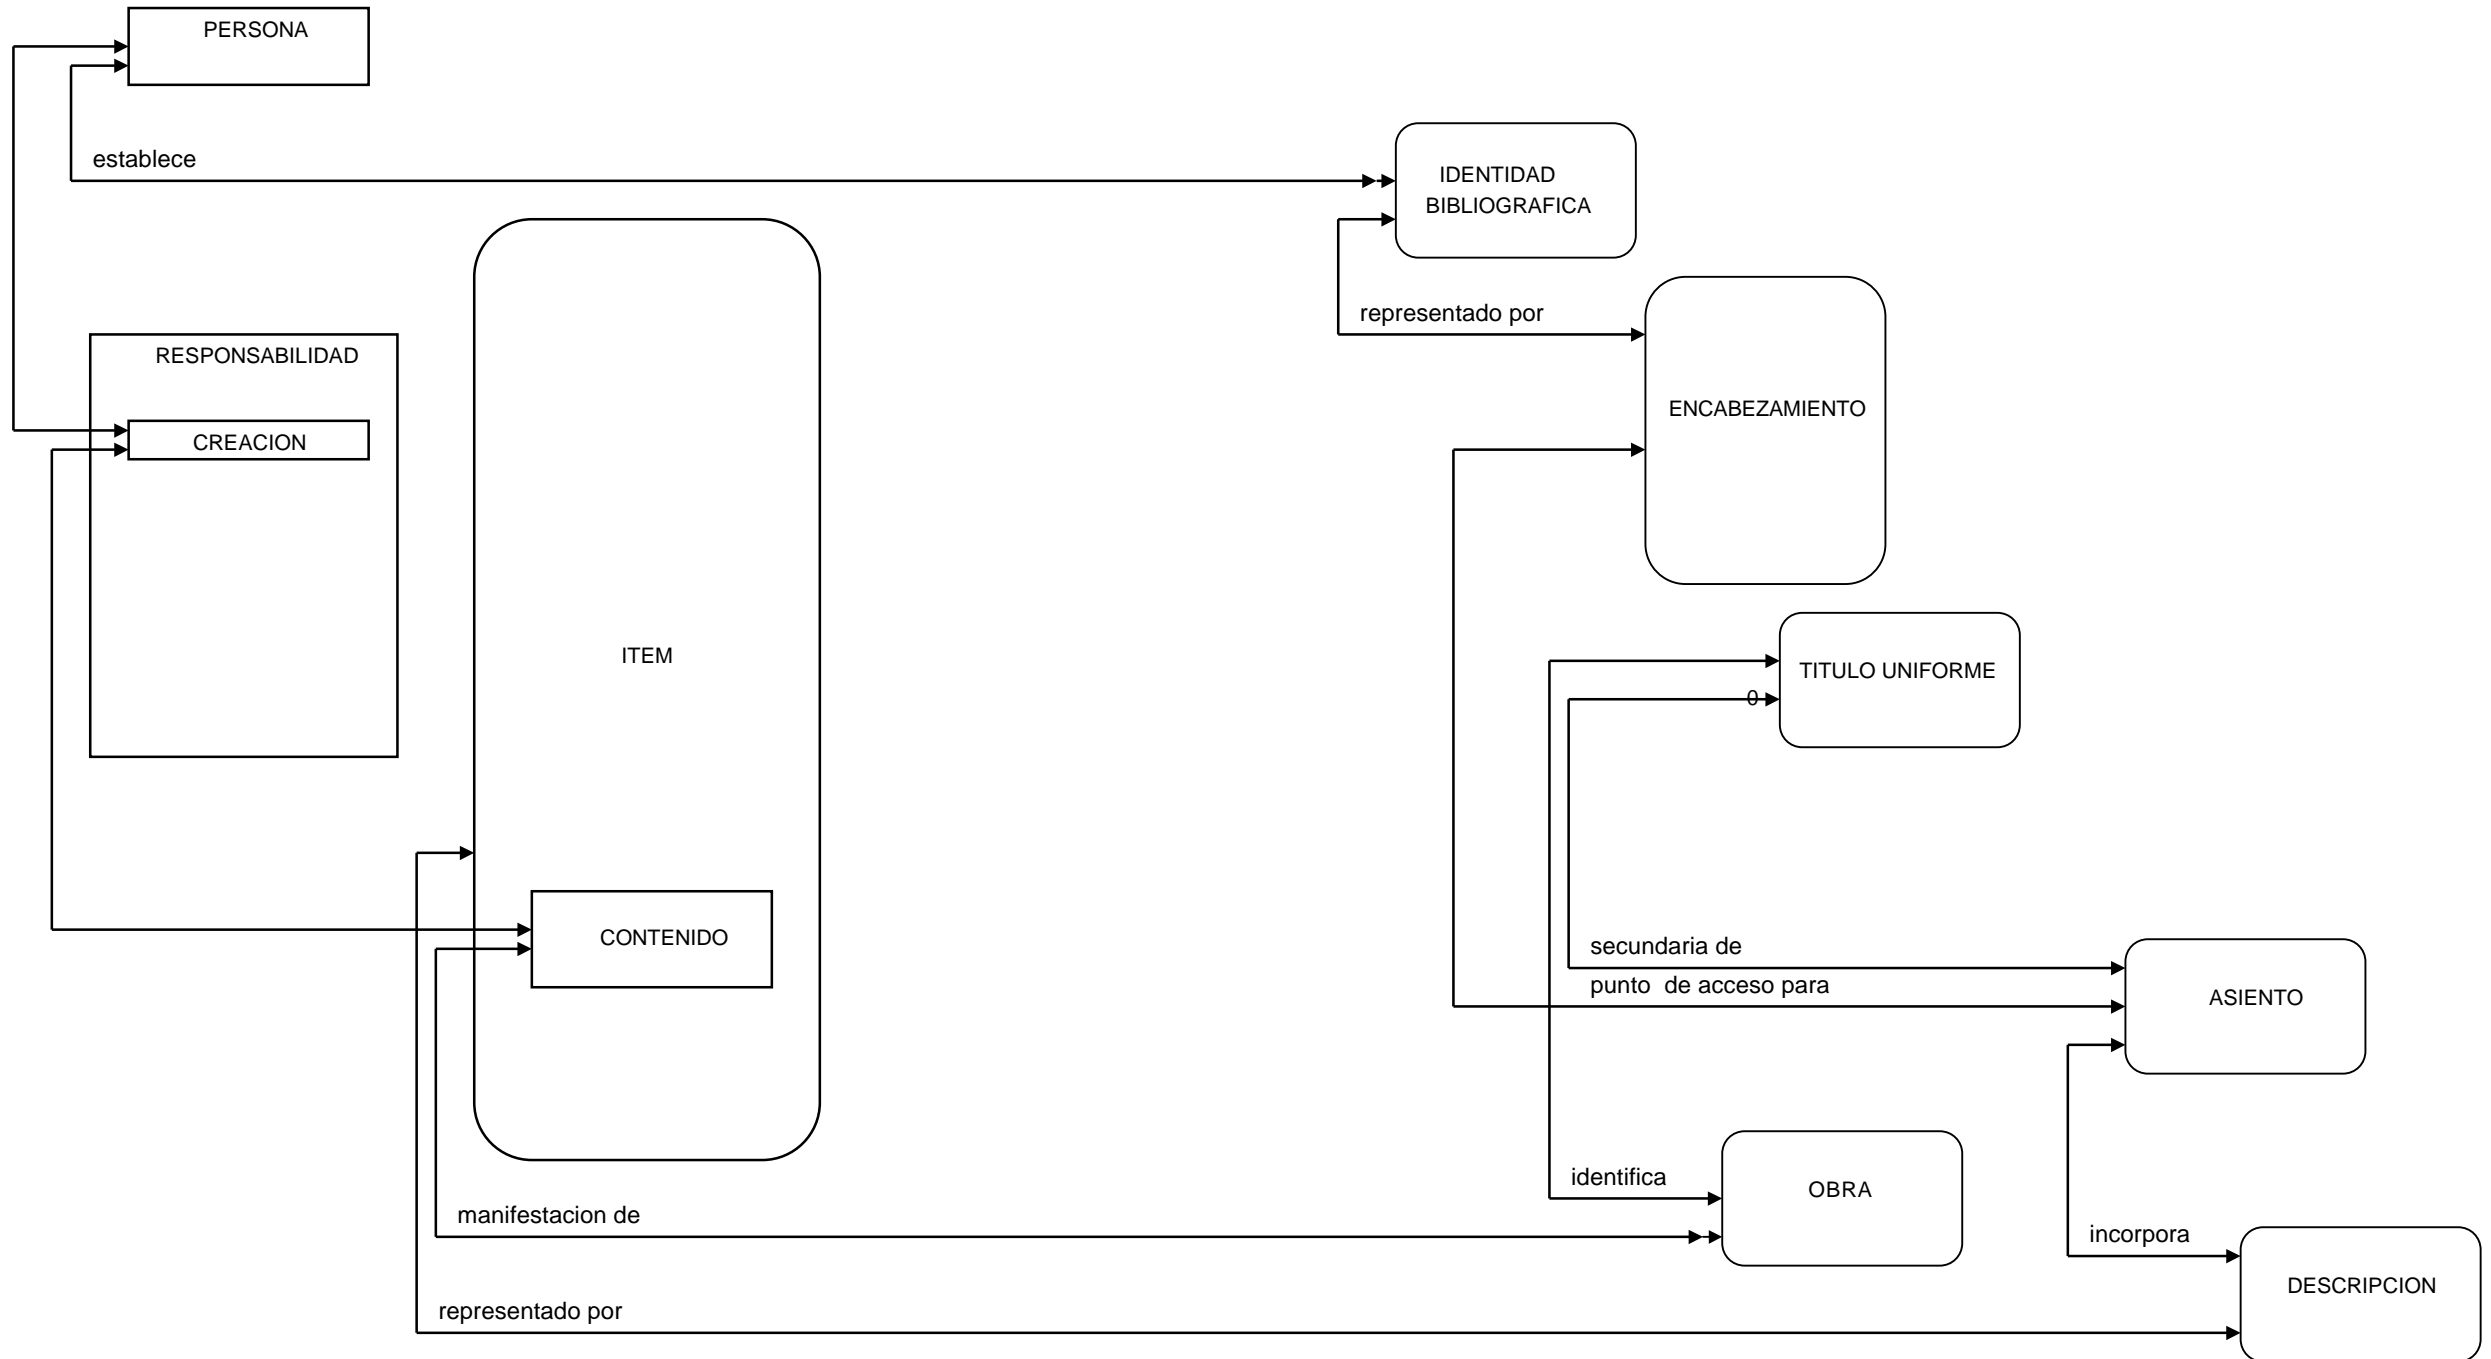 PERSONA
establece
IDENTIDAD
BIBLIOGRAFICA
representado por
RESPONSABILIDAD
ENCABEZAMIENTO
CREACION
ITEM
TITULO UNIFORME
0
CONTENIDO
secundaria de
punto  de acceso para
ASIENTO
identifica
OBRA
manifestacion de
incorpora
DESCRIPCION
representado por